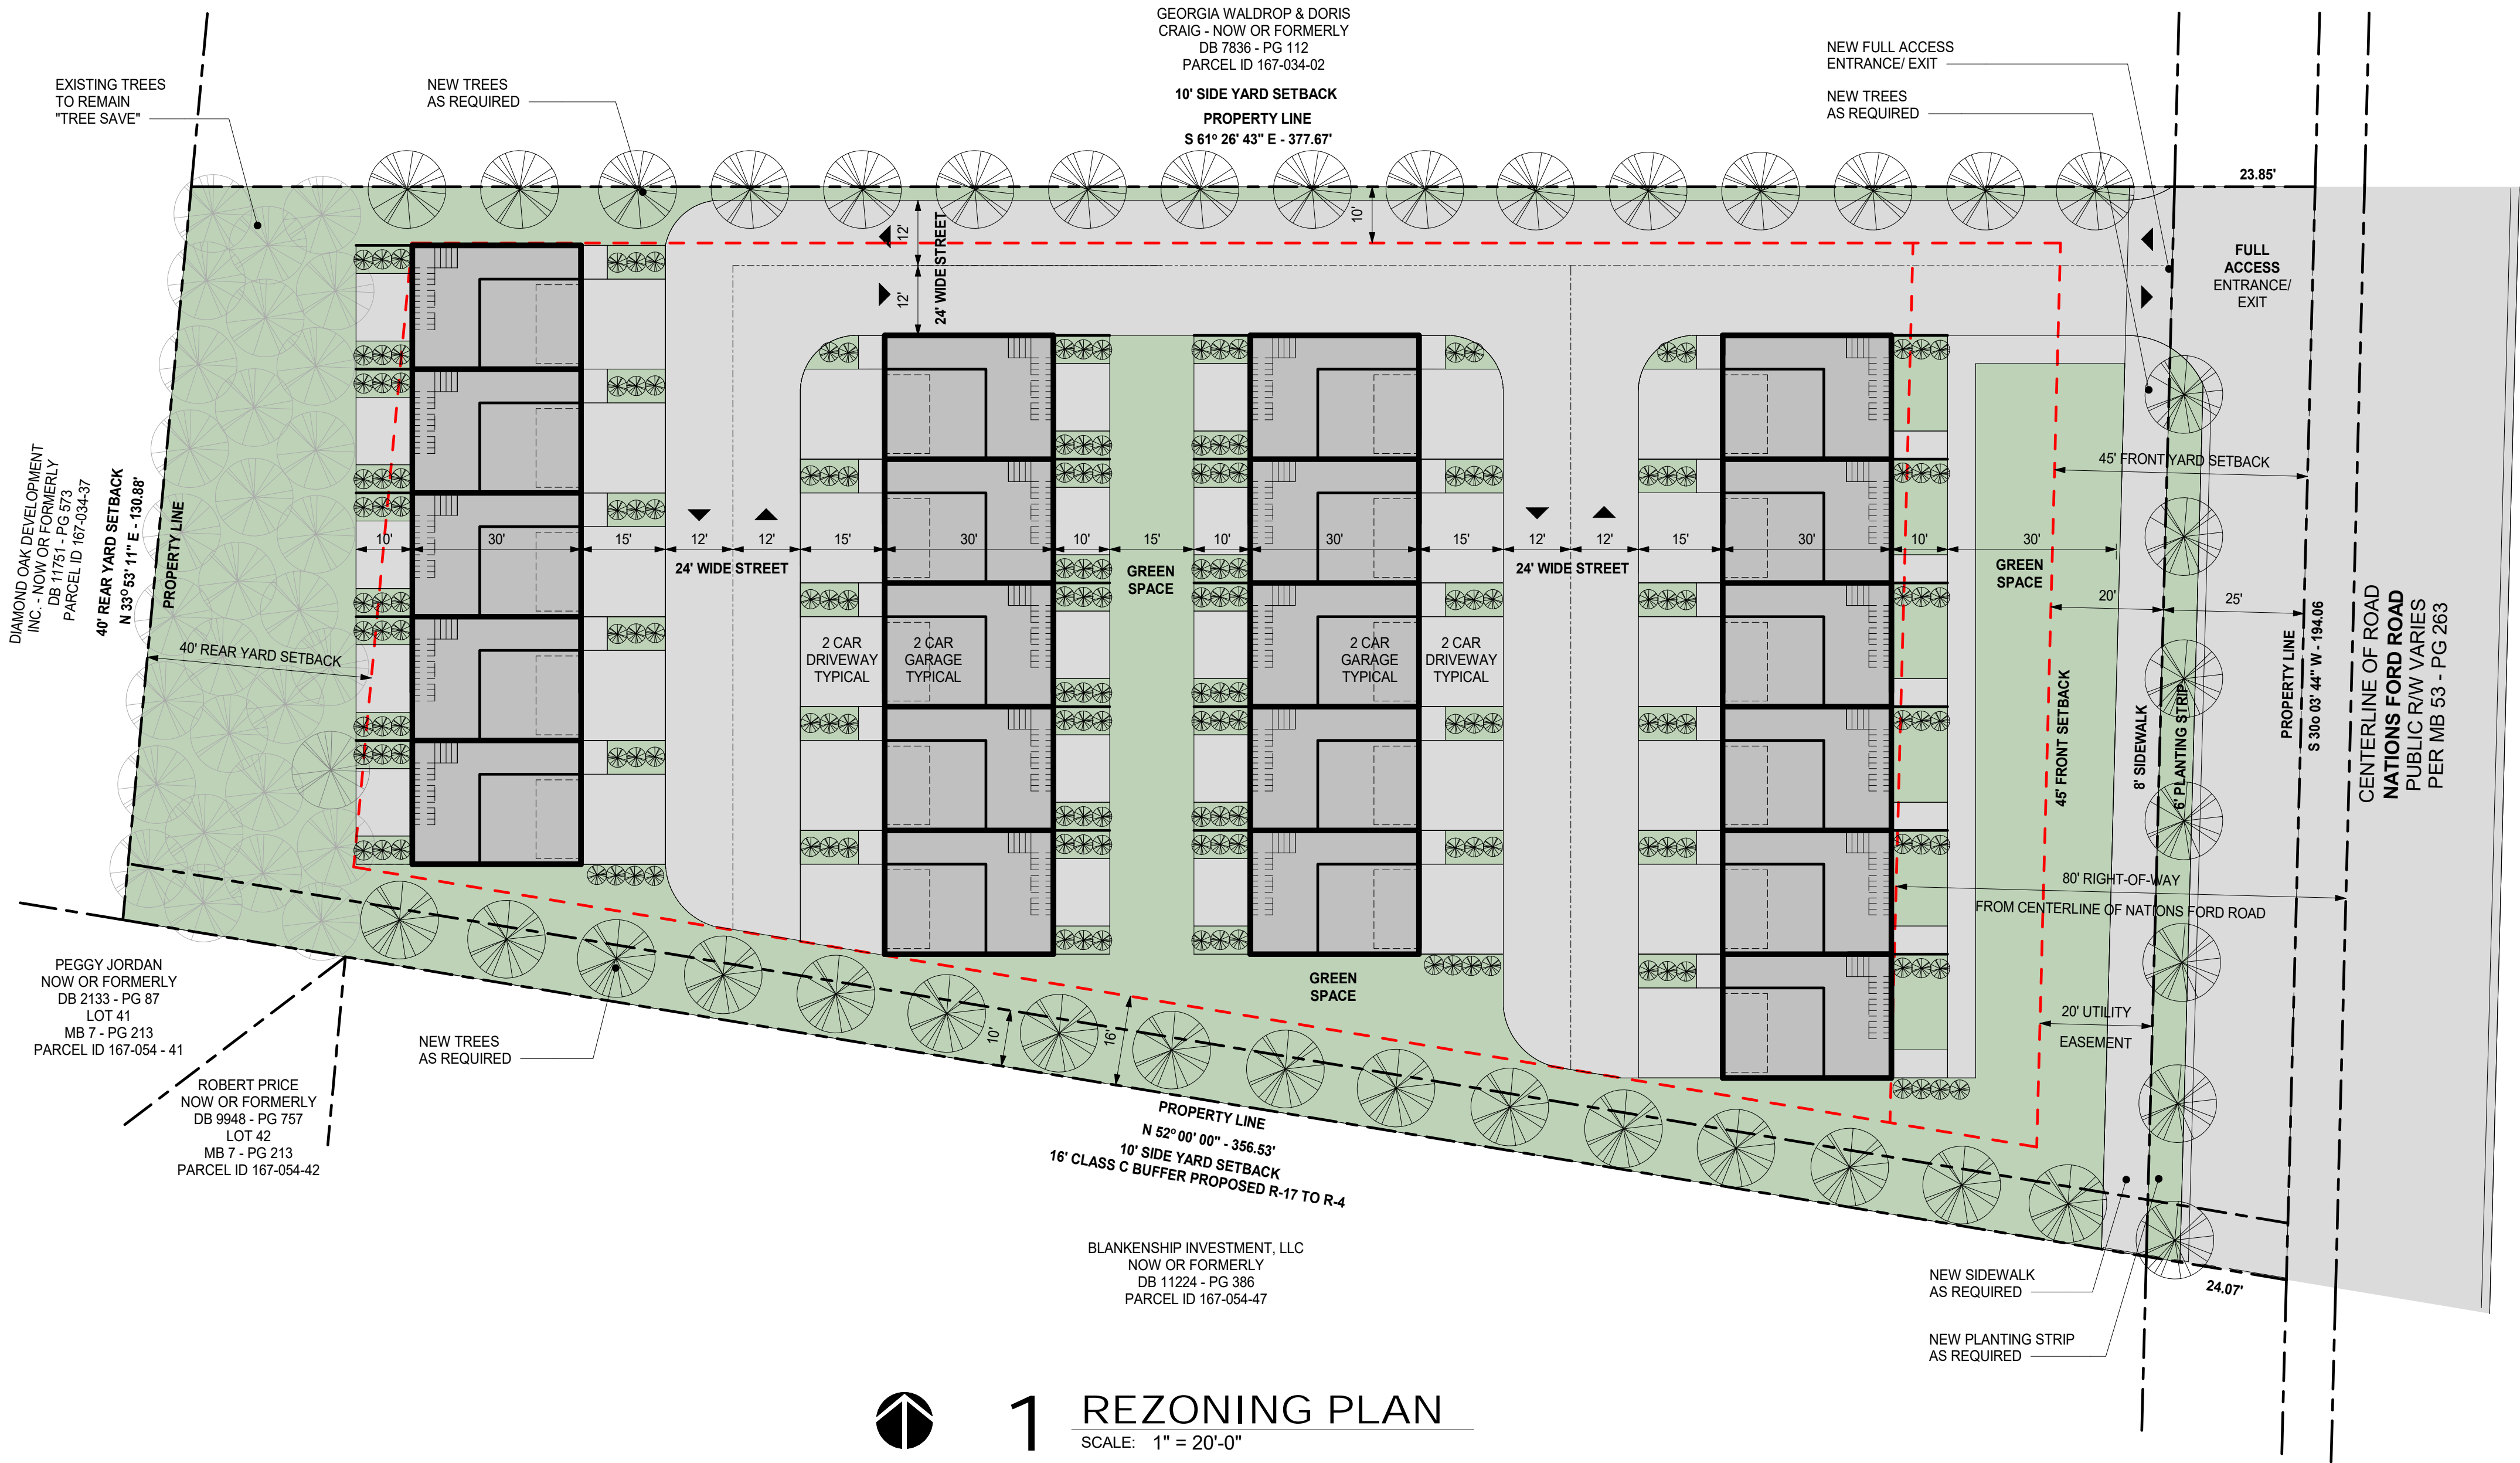 GEORGIA WALDROP & DORIS
CRAIG - NOW OR FORMERLY
DB 7836 - PG 112
PARCEL ID 167-034-02
10' SIDE YARD SETBACK
PROPERTY LINE
S 61º 26' 43" E - 377.67'
EXISTING TREES
TO REMAIN
"TREE SAVE"
NEW TREES
AS REQUIRED
NEW FULL ACCESS
ENTRANCE/ EXIT
NEW TREES
AS REQUIRED
23.85'
FULL
ACCESS
ENTRANCE/
EXIT
12'
12'
24' WIDE STREET
10'
DIAMOND OAK DEVELOPMENT
INC. - NOW OR FORMERLY
DB 11751 - PG 573
PARCEL ID 167-034-37
40' REAR YARD SETBACK
N 33º 53' 11" E - 130.88'
PROPERTY LINE
40' REAR YARD SETBACK
10'
30'
15'
12'
12'
24' WIDE STREET
15'
30'
10'
15'
GREEN
SPACE
10'
30'
15'
12'
12'
24' WIDE STREET
15'
30'
10'
30'
GREEN
SPACE
2 CAR
DRIVEWAY
TYPICAL
2 CAR
GARAGE
TYPICAL
2 CAR
GARAGE
TYPICAL
2 CAR
DRIVEWAY
TYPICAL
45' FRONT YARD SETBACK
20'
25'
45' FRONT SETBACK
8' SIDEWALK
6' PLANTING STRIP
PROPERTY LINE
S 30o 03' 44" W - 194.06
CENTERLINE OF ROAD
NATIONS FORD ROAD
PUBLIC R/W VARIES
PER MB 53 - PG 263
80' RIGHT-OF-WAY
FROM CENTERLINE OF NATIONS FORD ROAD
20' UTILITY
EASEMENT
GREEN
SPACE
10'
16'
PEGGY JORDAN
NOW OR FORMERLY
DB 2133 - PG 87
LOT 41
MB 7 - PG 213
PARCEL ID 167-054 - 41
ROBERT PRICE
NOW OR FORMERLY
DB 9948 - PG 757
LOT 42
MB 7 - PG 213
PARCEL ID 167-054-42
NEW TREES
AS REQUIRED
PROPERTY LINE
N 52º 00' 00" - 356.53'
10' SIDE YARD SETBACK
16' CLASS C BUFFER PROPOSED R-17 TO R-4
BLANKENSHIP INVESTMENT, LLC
NOW OR FORMERLY
DB 11224 - PG 386
PARCEL ID 167-054-47
NEW SIDEWALK
AS REQUIRED
24.07'
NEW PLANTING STRIP
AS REQUIRED
1 REZONING PLAN
SCALE: 1" = 20'-0"